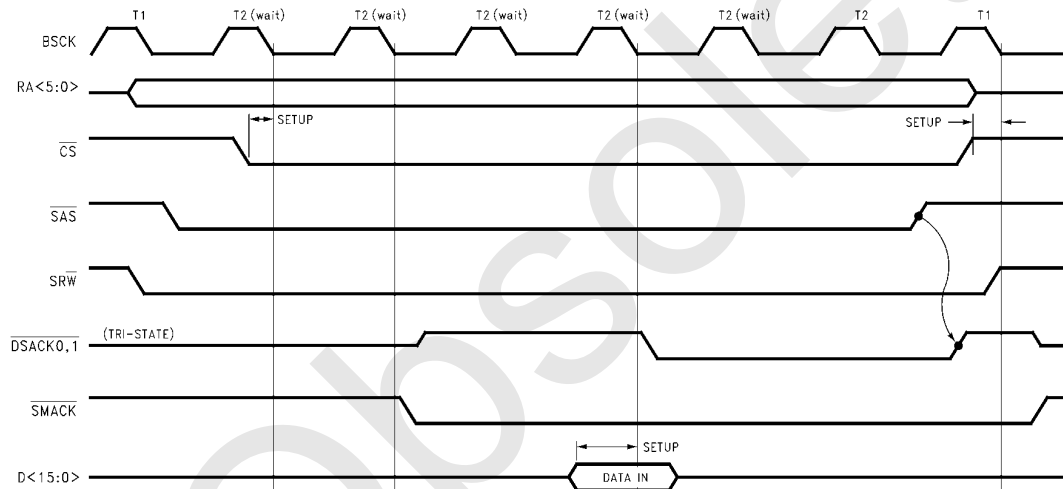 T1 T2 (wait) T2 (wait) T2 (wait) T2 (wait) T2 (wait) T2 T1
BSCK
RA<5:0>
SETUP SETUP
CS
SAS
SRW
(TRI-STATE)
DSACK0,1
SMACK
SETUP
D<15:0> DATA IN
Obsolete